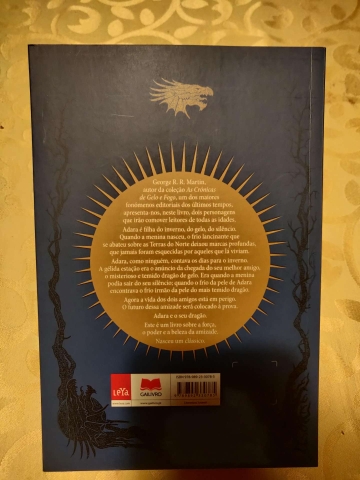 George R. R. Martin,
autor da coleção As Crónicas
de Gelo e Fogo, um dos maiores
fenómenos editoriais dos últimos tempos,
apresenta-nos, neste livro, dois personagens
que irão comover leitores de todas as idades.
Adara é filha do inverno, do gelo, do silêncio.
Quando a menina nasceu, o frio lancinante que
se abateu sobre as Terras do Norte deixou marcas profundas,
que jamais foram esquecidas por aqueles que lá viviam.
Adara, como ninguém, contava os dias para o inverno.
A gélida estação era o anúncio da chegada do seu melhor amigo,
o misterioso e temido dragão de gelo. Era quando a menina
podia sair do seu silêncio; quando o frio da pele de Adara
encontrava o frio irmão da pele do mais temido dragão.
Agora a vida dos dois amigos está em perigo.
O futuro dessa amizade será colocado à prova.
Adara e o seu dragão.
Este é um livro sobre a força,
o poder e a beleza da amizade.
Nasceu um clássico.
LEYA
GAILIVRO